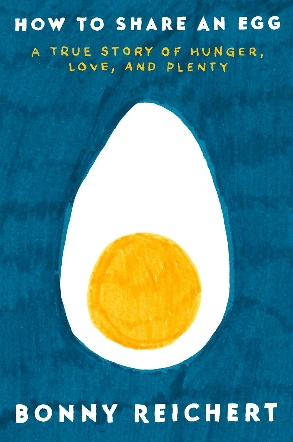 HOW TO SHARE AN EGG
A TRUE STORY OF HUNGER,
LOVE, AND PLENTY
BONNY REICHERT